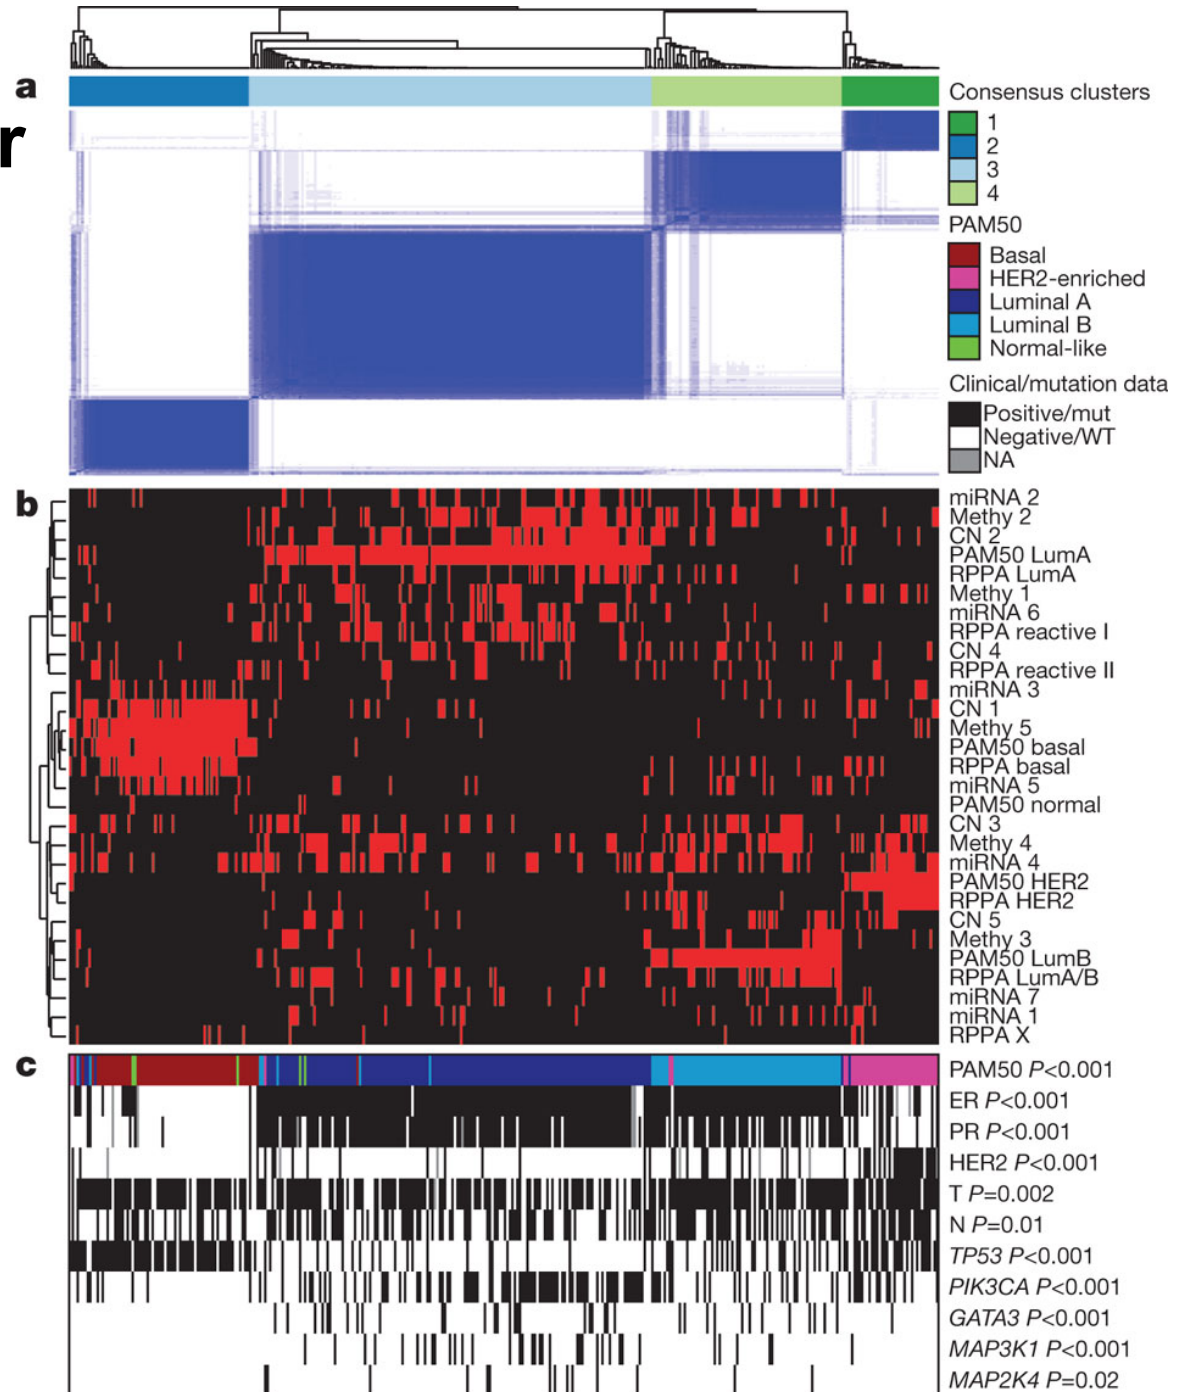 a
r
Consensus clusters
1
2
3
4
PAM50
Basal
HER2-enriched
Luminal A
Luminal B
Normal-like
Clinical/mutation data
Positive/mut
Negative/WT
NA
b
miRNA 2
Methy 2
CN 2
PAM50 LumA
RPPA LumA
Methy 1
miRNA 6
RPPA reactive I
CN 4
RPPA reactive II
miRNA 3
CN 1
Methy 5
PAM50 basal
RPPA basal
miRNA 5
PAM50 normal
CN 3
Methy 4
miRNA 4
PAM50 HER2
RPPA HER2
CN 5
Methy 3
PAM50 LumB
RPPA LumA/B
miRNA 7
miRNA 1
RPPA X
c
PAM50 P<0.001
ER P<0.001
PR P<0.001
HER2 P<0.001
T P=0.002
N P=0.01
TP53 P<0.001
PIK3CA P<0.001
GATA3 P<0.001
MAP3K1 P<0.001
MAP2K4 P=0.02